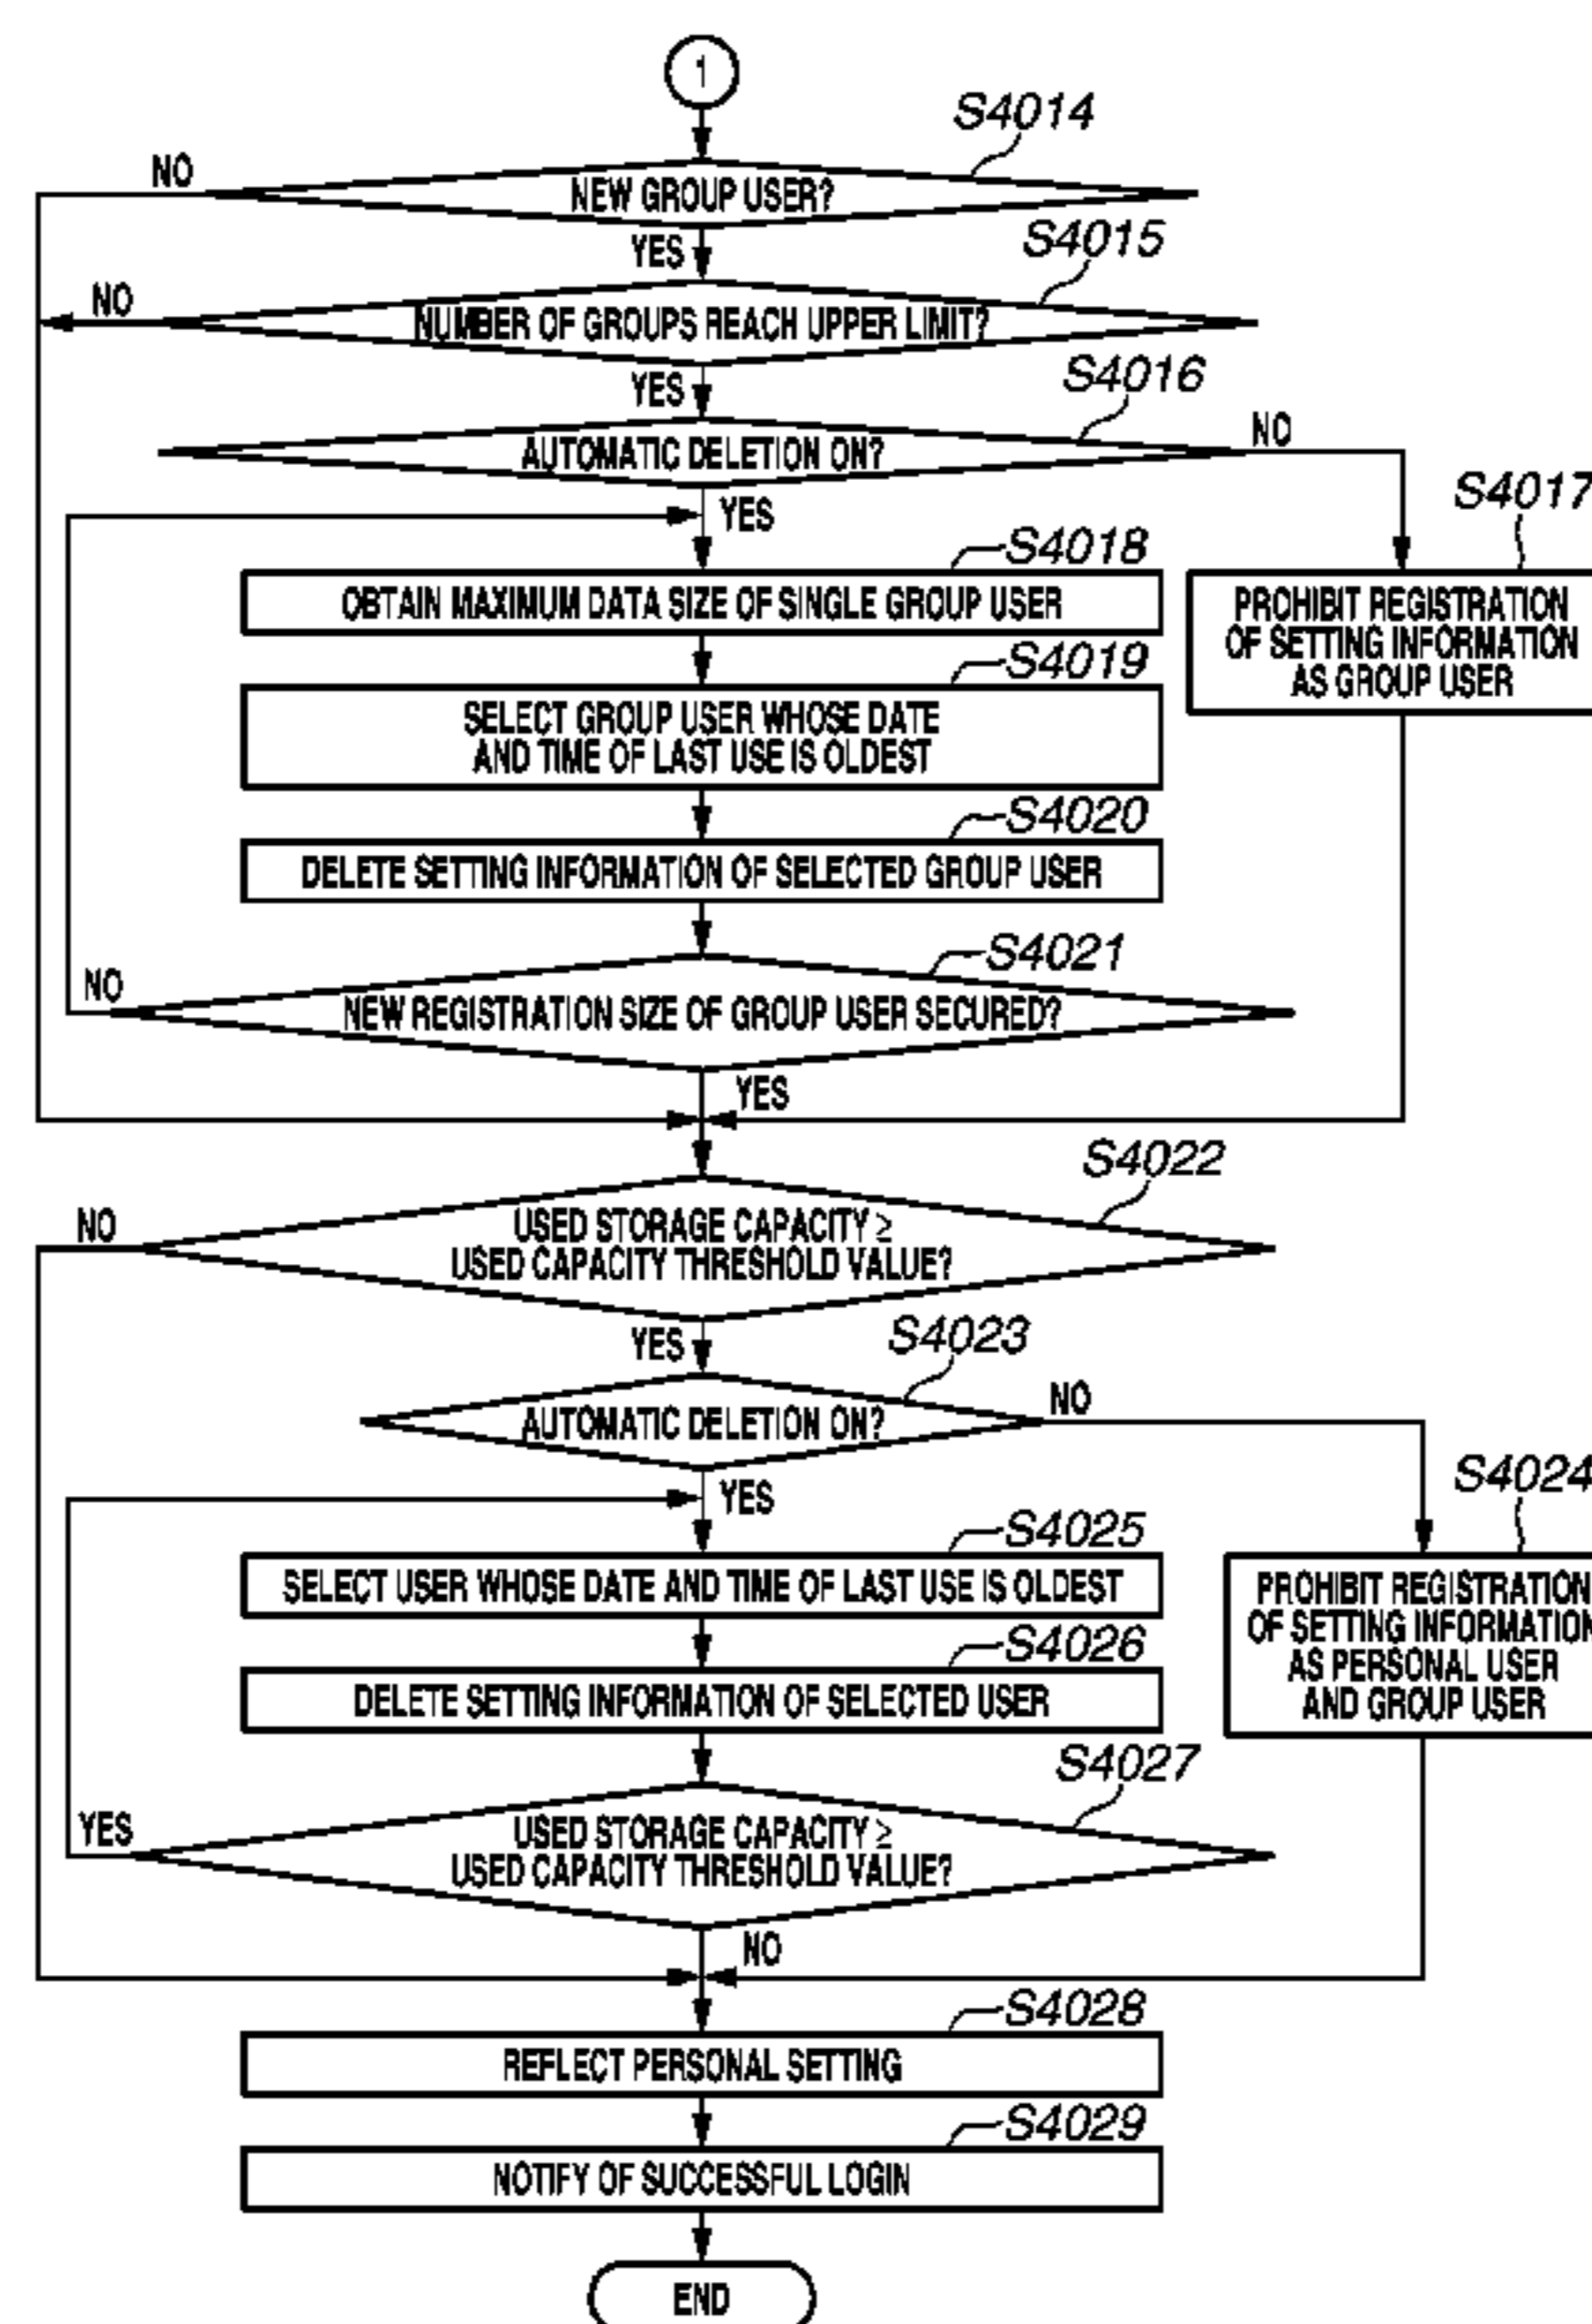 1
S4014
NO
NEW GROUP USER?
YES
S4015
NO
NUMBER OF GROUPS REACH UPPER LIMIT?
YES
S4016
AUTOMATIC DELETION ON?
NO
YES
S4017
PROHIBIT REGISTRATION
OF SETTING INFORMATION
AS GROUP USER
S4018
OBTAIN MAXIMUM DATA SIZE OF SINGLE GROUP USER
S4019
SELECT GROUP USER WHOSE DATE
AND TIME OF LAST USE IS OLDEST
S4020
DELETE SETTING INFORMATION OF SELECTED GROUP USER
S4021
NO
NEW REGISTRATION SIZE OF GROUP USER SECURED?
YES
S4022
NO
USED STORAGE CAPACITY ≥
USED CAPACITY THRESHOLD VALUE?
YES
S4023
AUTOMATIC DELETION ON?
NO
YES
S4024
PROHIBIT REGISTRATION
OF SETTING INFORMATION
AS PERSONAL USER
AND GROUP USER
S4025
SELECT USER WHOSE DATE AND TIME OF LAST USE IS OLDEST
S4026
DELETE SETTING INFORMATION OF SELECTED USER
S4027
YES
USED STORAGE CAPACITY ≥
USED CAPACITY THRESHOLD VALUE?
NO
S4028
REFLECT PERSONAL SETTING
S4029
NOTIFY OF SUCCESSFUL LOGIN
END